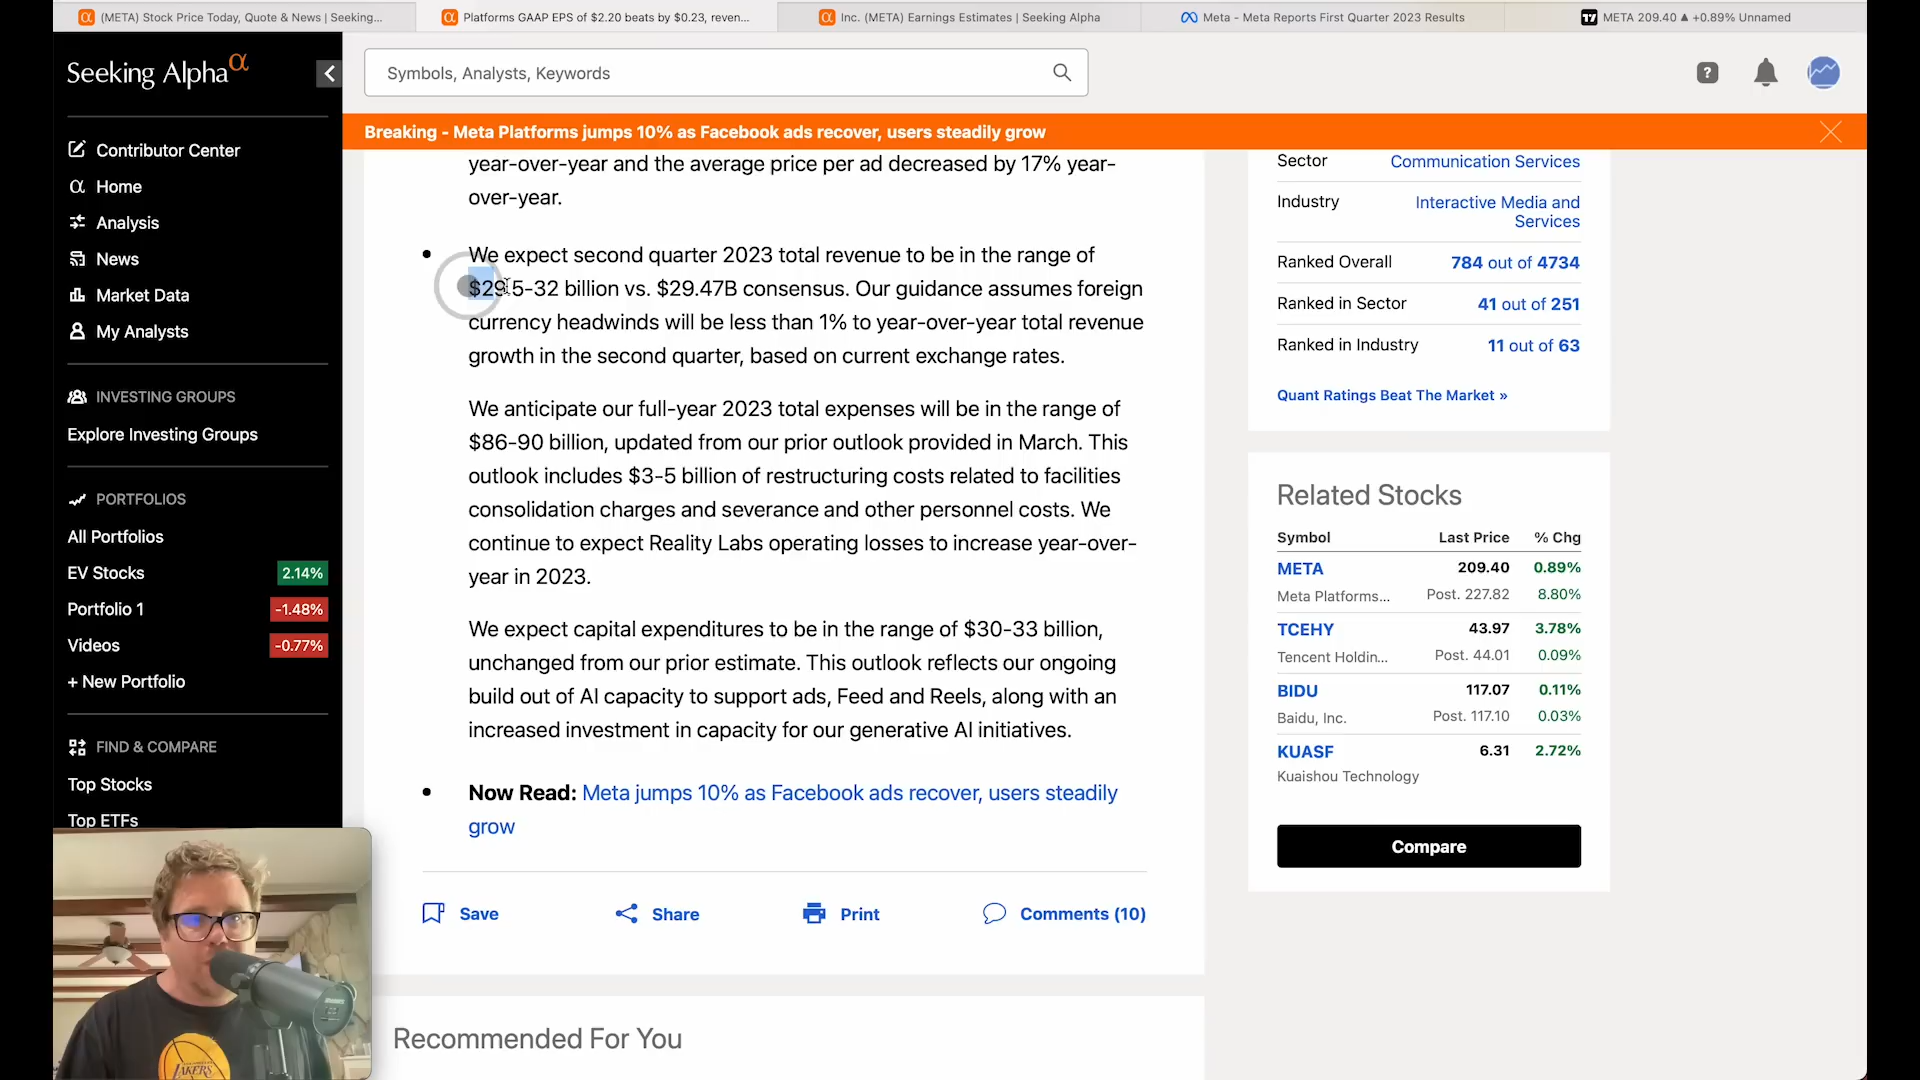 (META) Stock Price Today, Quote & News | Seeking...
Platforms GAAP EPS of $2.20 beats by $0.23, reven...
Inc. (META) Earnings Estimates | Seeking Alpha
Meta - Meta Reports First Quarter 2023 Results
META 209.40 ▲ +0.89% Unnamed
Seeking Alpha α
Symbols, Analysts, Keywords
Breaking - Meta Platforms jumps 10% as Facebook ads recover, users steadily grow
Contributor Center
Home
Analysis
News
Market Data
My Analysts
INVESTING GROUPS
Explore Investing Groups
PORTFOLIOS
All Portfolios
EV Stocks 2.14%
Portfolio 1 -1.48%
Videos -0.77%
+ New Portfolio
FIND & COMPARE
Top Stocks
Top ETFs
year-over-year and the average price per ad decreased by 17% year-
over-year.
• We expect second quarter 2023 total revenue to be in the range of
$29.5-32 billion vs. $29.47B consensus. Our guidance assumes foreign
currency headwinds will be less than 1% to year-over-year total revenue
growth in the second quarter, based on current exchange rates.
We anticipate our full-year 2023 total expenses will be in the range of
$86-90 billion, updated from our prior outlook provided in March. This
outlook includes $3-5 billion of restructuring costs related to facilities
consolidation charges and severance and other personnel costs. We
continue to expect Reality Labs operating losses to increase year-over-
year in 2023.
We expect capital expenditures to be in the range of $30-33 billion,
unchanged from our prior estimate. This outlook reflects our ongoing
build out of AI capacity to support ads, Feed and Reels, along with an
increased investment in capacity for our generative AI initiatives.
• Now Read: Meta jumps 10% as Facebook ads recover, users steadily
grow
Save
Share
Print
Comments (10)
Recommended For You
Sector Communication Services
Industry Interactive Media and
Services
Ranked Overall 784 out of 4734
Ranked in Sector 41 out of 251
Ranked in Industry 11 out of 63
Quant Ratings Beat The Market »
Related Stocks
Symbol Last Price % Chg
META 209.40 0.89%
Meta Platforms... Post. 227.82 8.80%
TCEHY 43.97 3.78%
Tencent Holdin... Post. 44.01 0.09%
BIDU 117.07 0.11%
Baidu, Inc. Post. 117.10 0.03%
KUASF 6.31 2.72%
Kuaishou Technology
Compare
LAKERS